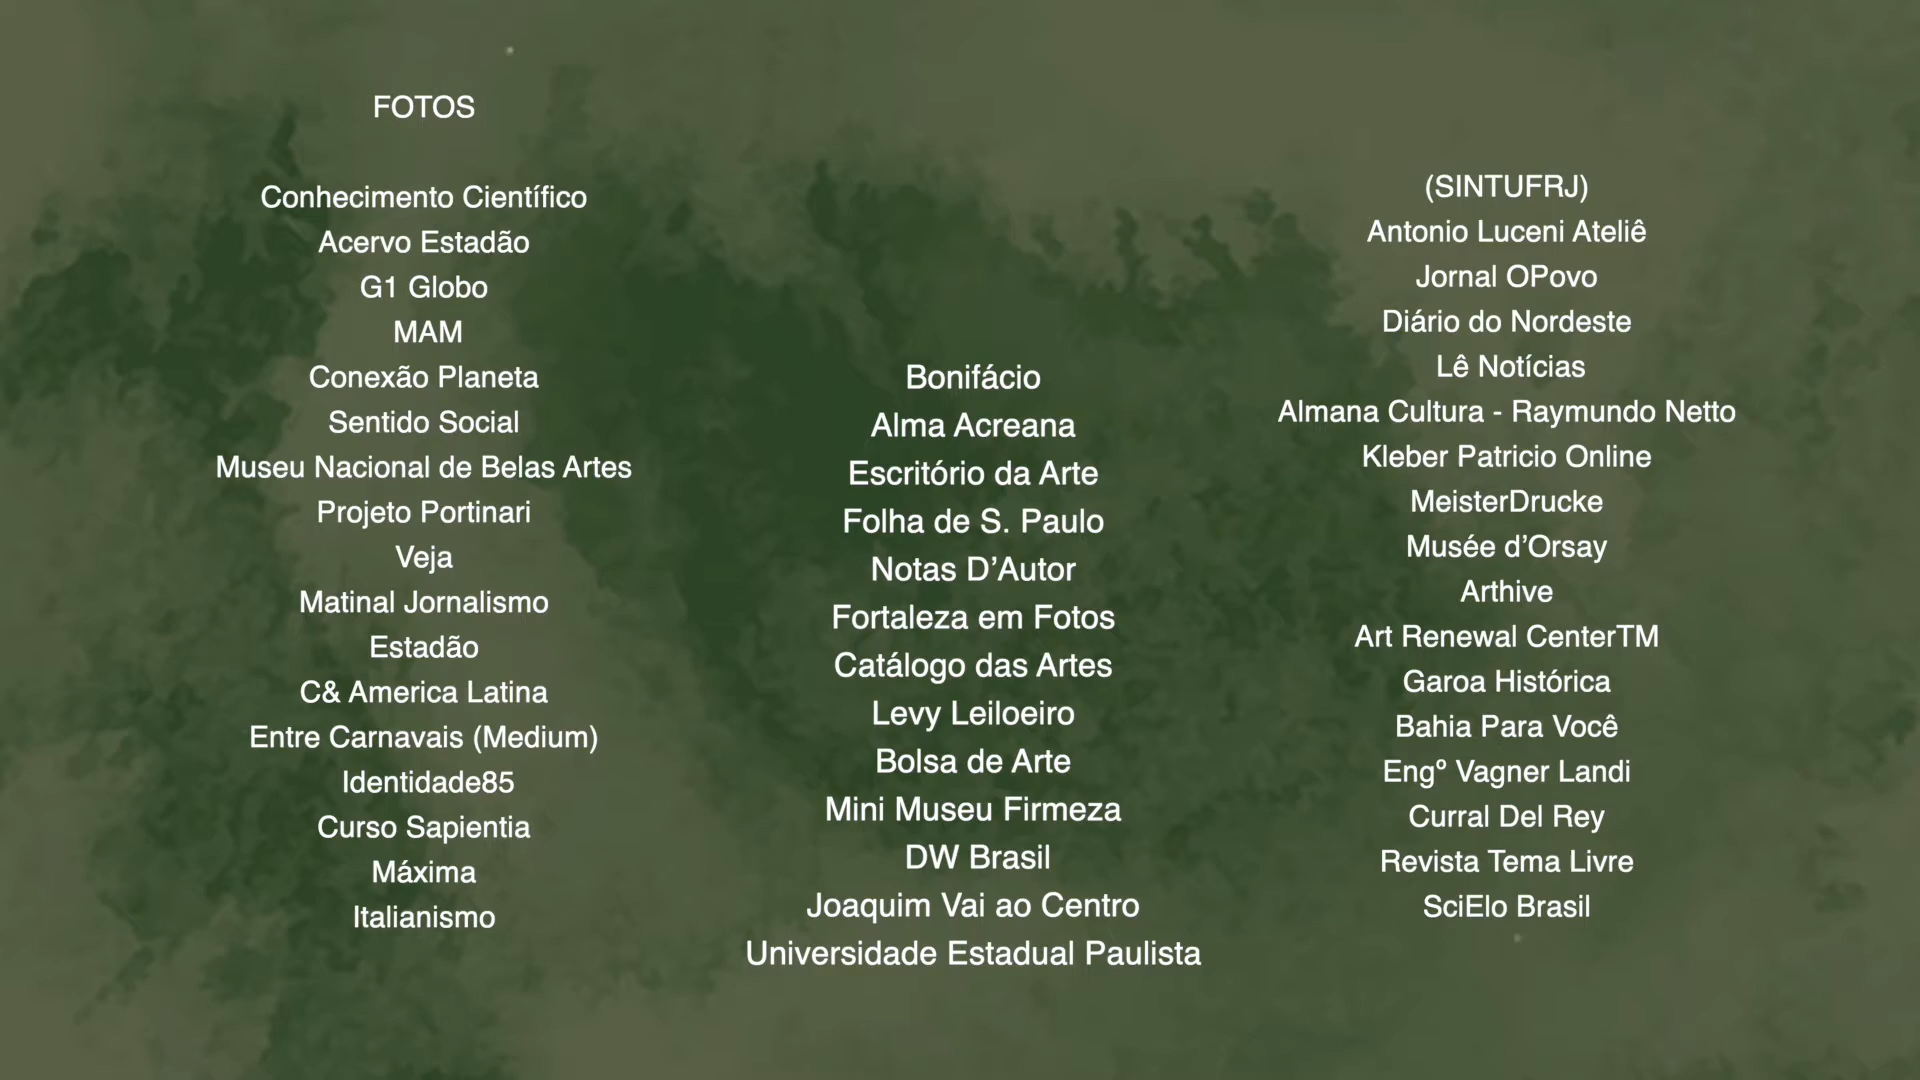 FOTOS
Conhecimento Científico
Acervo Estadão
G1 Globo
MAM
Conexão Planeta
Sentido Social
Museu Nacional de Belas Artes
Projeto Portinari
Veja
Matinal Jornalismo
Estadão
C& America Latina
Entre Carnavais (Medium)
Identidade85
Curso Sapientia
Máxima
Italianismo
Bonifácio
Alma Acreana
Escritório da Arte
Folha de S. Paulo
Notas D’Autor
Fortaleza em Fotos
Catálogo das Artes
Levy Leiloeiro
Bolsa de Arte
Mini Museu Firmeza
DW Brasil
Joaquim Vai ao Centro
Universidade Estadual Paulista
(SINTUFRJ)
Antonio Luceni Ateliê
Jornal OPovo
Diário do Nordeste
Lê Notícias
Almana Cultura - Raymundo Netto
Kleber Patricio Online
MeisterDrucke
Musée d’Orsay
Arthive
Art Renewal CenterTM
Garoa Histórica
Bahia Para Você
Engº Vagner Landi
Curral Del Rey
Revista Tema Livre
SciElo Brasil